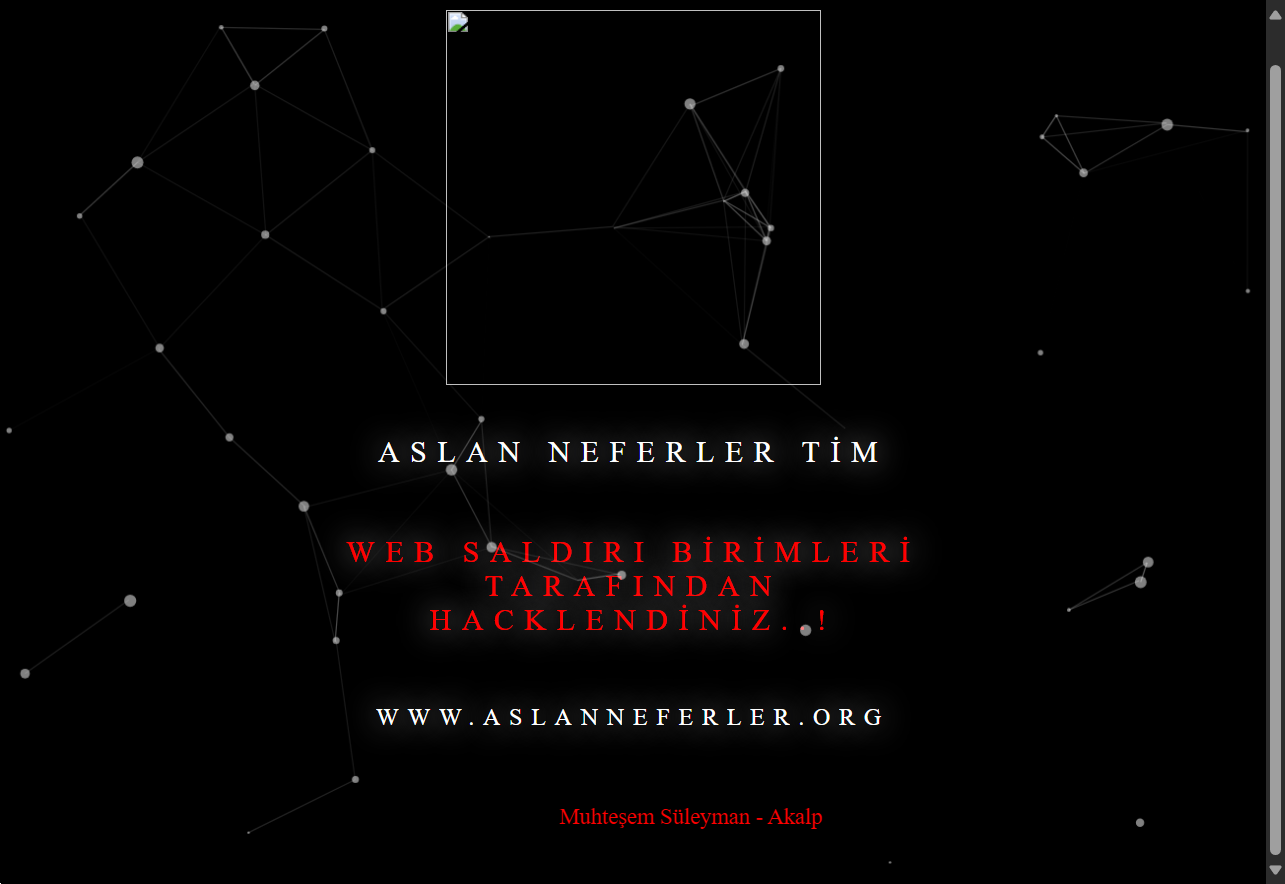 ASLAN NEFERLER TİM
WEB SALDIRI BİRİMLERİ
TARAFINDAN
HACKLENDİNİZ..!
WWW.ASLANNEFERLER.ORG
Muhteşem Süleyman - Akalp